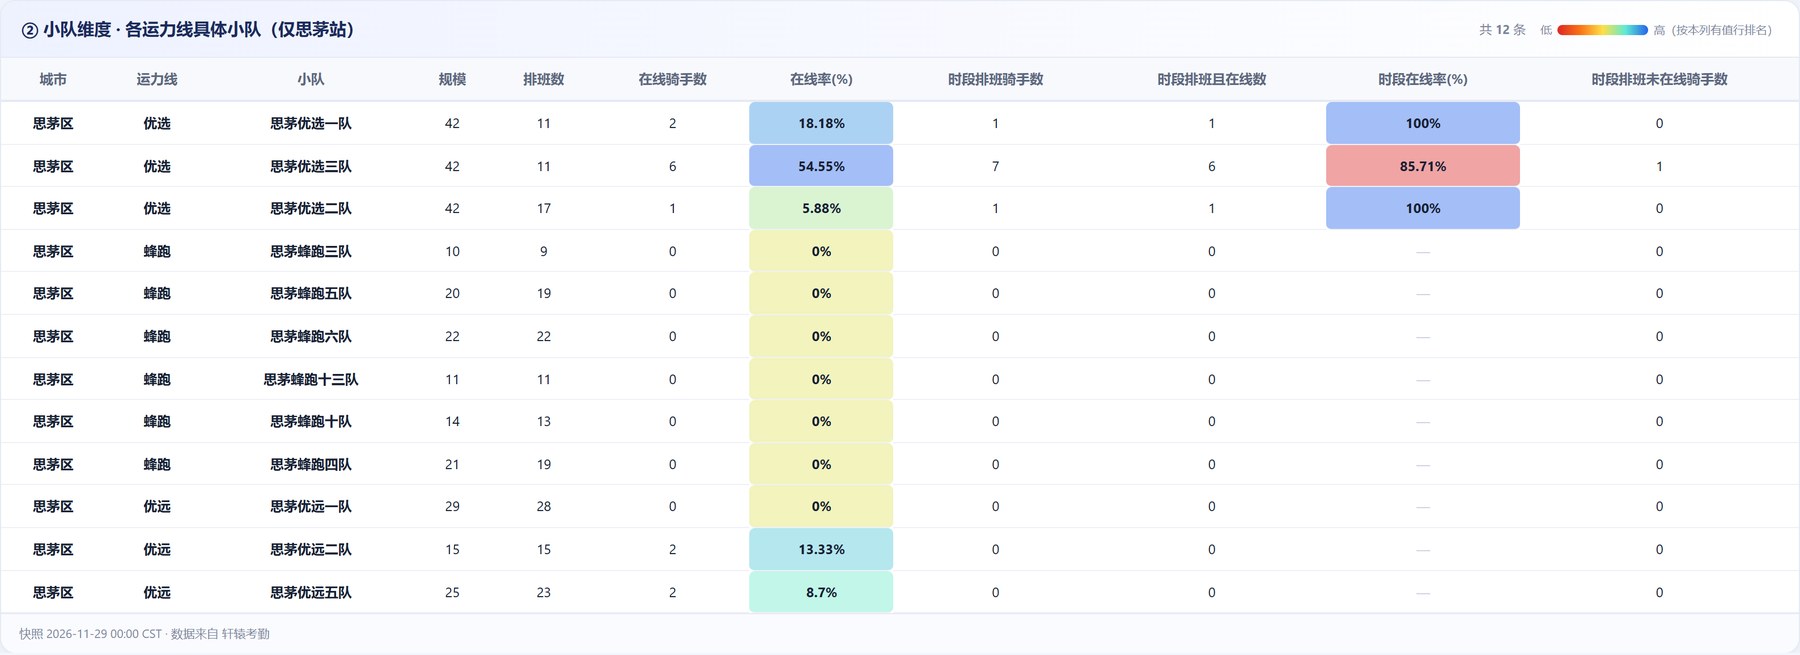 ② 小队维度 · 各运力线具体小队（仅思茅站）
共 12 条 低 高 (按本列有值行排名)
城市 运力线 小队 规模 排班数 在线骑手数 在线率(%) 时段排班骑手数 时段排班且在线数 时段在线率(%) 时段排班未在线骑手数
思茅区 优选 思茅优选一队 42 11 2 18.18% 1 1 100% 0
思茅区 优选 思茅优选三队 42 11 6 54.55% 7 6 85.71% 1
思茅区 优选 思茅优选二队 42 17 1 5.88% 1 1 100% 0
思茅区 蜂跑 思茅蜂跑三队 10 9 0 0% 0 0 — 0
思茅区 蜂跑 思茅蜂跑五队 20 19 0 0% 0 0 — 0
思茅区 蜂跑 思茅蜂跑六队 22 22 0 0% 0 0 — 0
思茅区 蜂跑 思茅蜂跑十三队 11 11 0 0% 0 0 — 0
思茅区 蜂跑 思茅蜂跑十队 14 13 0 0% 0 0 — 0
思茅区 蜂跑 思茅蜂跑四队 21 19 0 0% 0 0 — 0
思茅区 优远 思茅优远一队 29 28 0 0% 0 0 — 0
思茅区 优远 思茅优远二队 15 15 2 13.33% 0 0 — 0
思茅区 优远 思茅优远五队 25 23 2 8.7% 0 0 — 0
快照 2026-11-29 00:00 CST · 数据来自 轩辕考勤